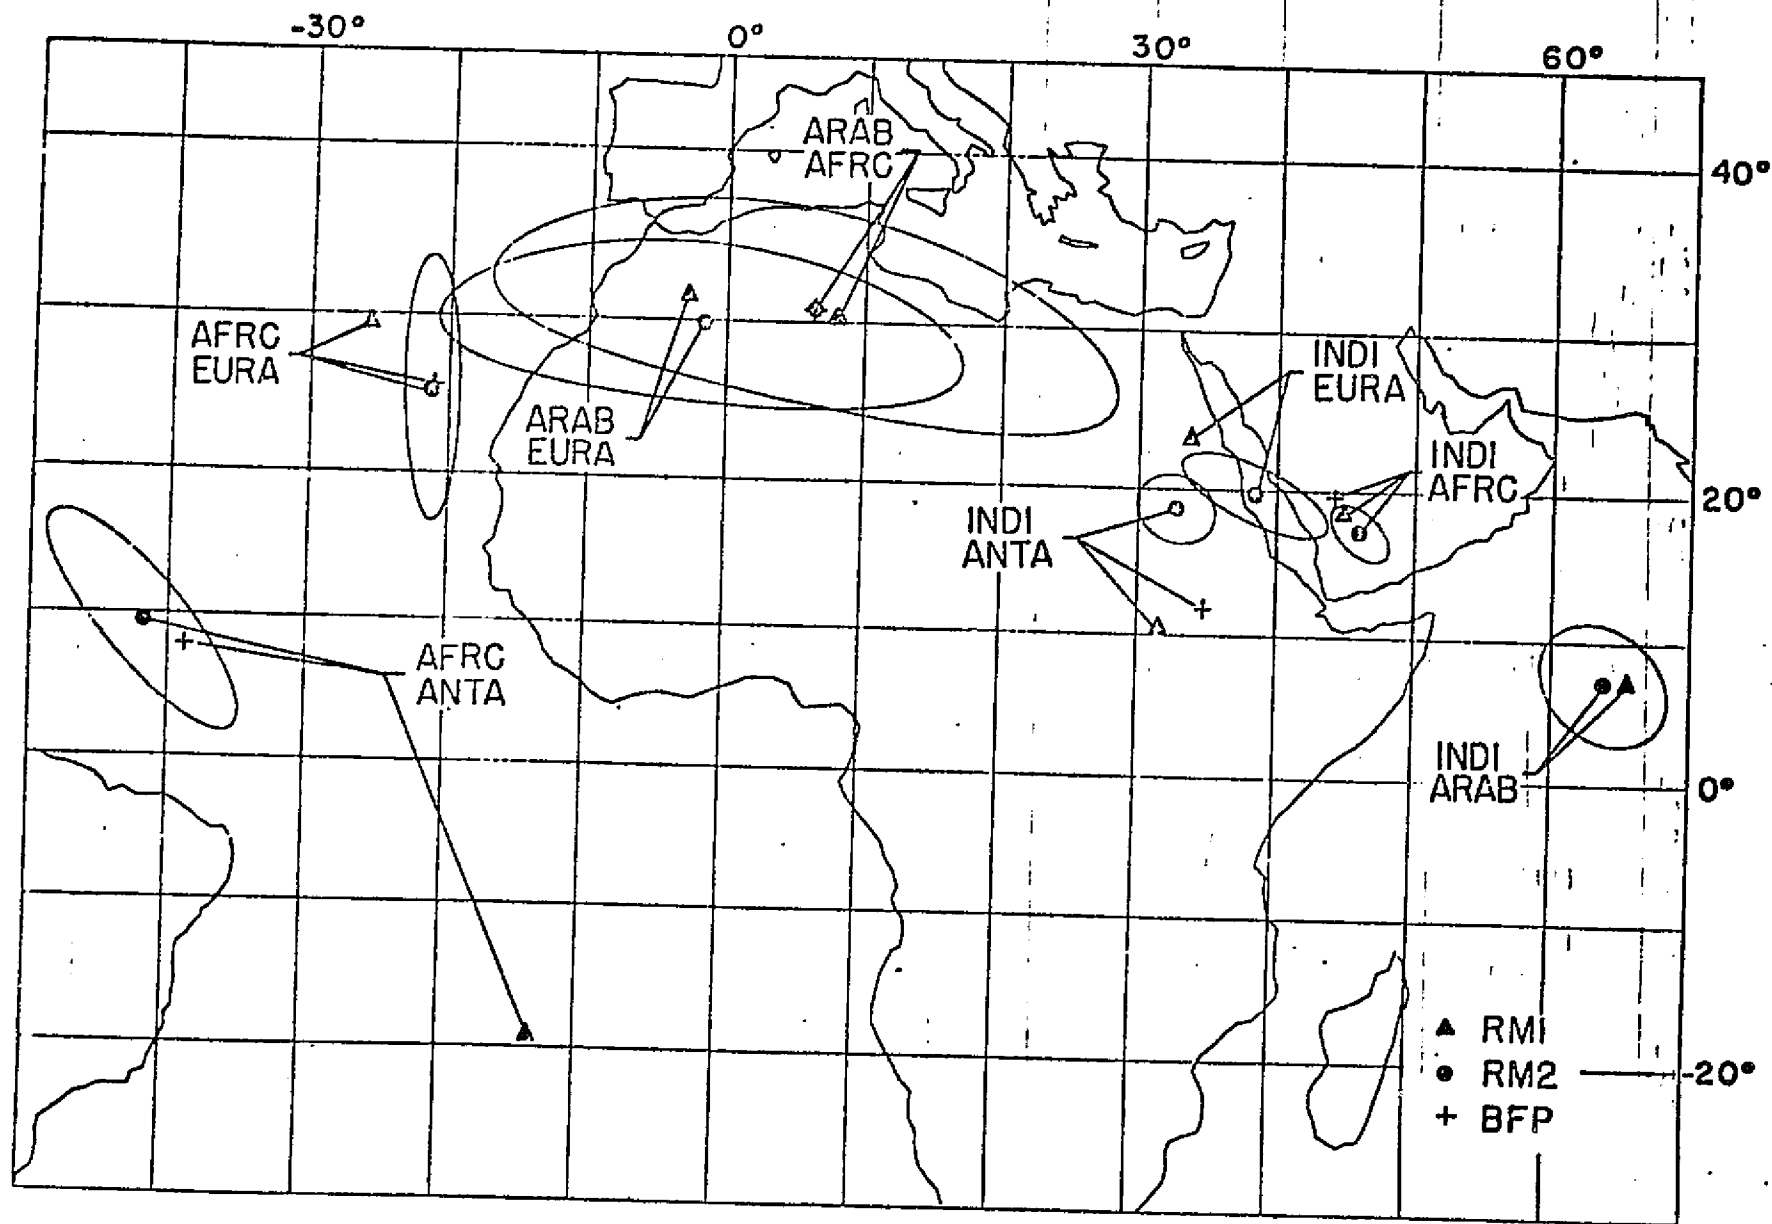 -30°
0°
30°
60°
ARAB
AFRC
40°
AFRC
EURA
INDI
EURA
ARAB
EURA
INDI
AFRC
20°
INDI
ANTA
AFRC
ANTA
INDI
ARAB
0°
RM1
RM2
-20°
BFP